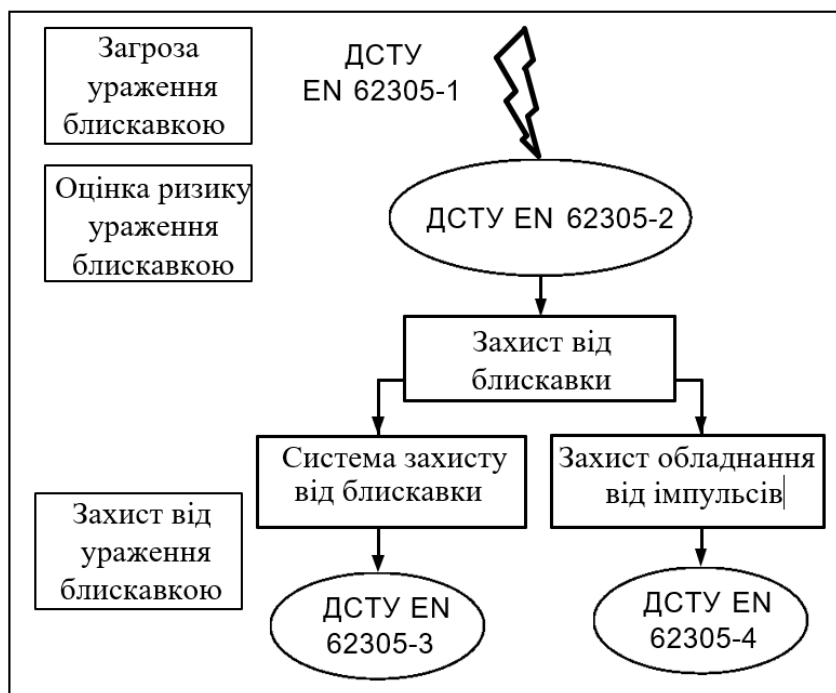 Загроза
ураження
блискавкою
ДСТУ
EN 62305-1
Оцінка ризику
ураження
блискавкою
ДСТУ EN 62305-2
Захист від
блискавки
Система захисту
від блискавки
Захист обладнання
від імпульсів
Захист від
ураження
блискавкою
ДСТУ EN
62305-3
ДСТУ EN
62305-4